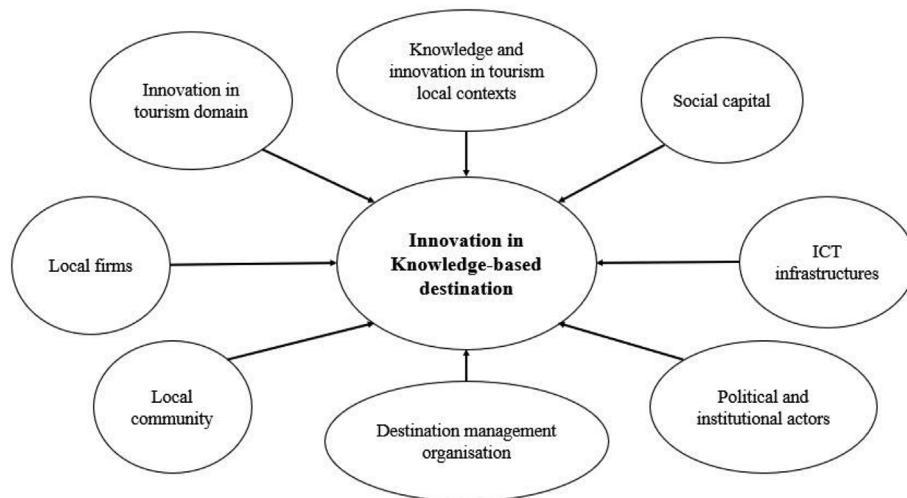 Knowledge and
innovation in tourism
local contexts
Innovation in
tourism domain
Social capital
Innovation in
Knowledge-based
destination
Local firms
ICT
infrastructures
Local
community
Destination management
organisation
Political and
institutional actors